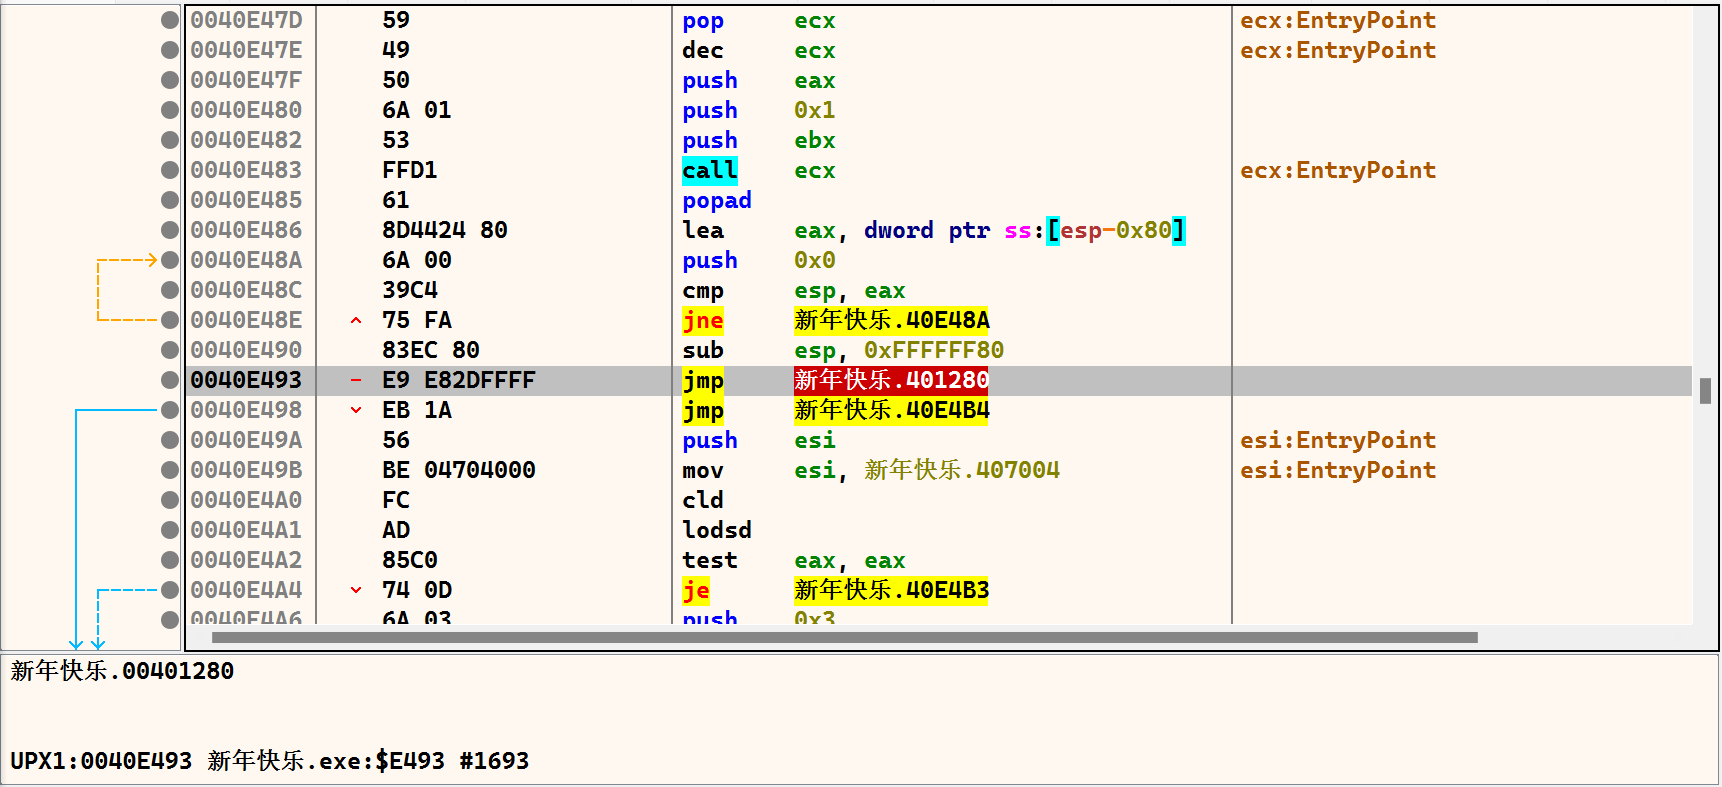 0040E47D 59 pop ecx ecx:EntryPoint
0040E47E 49 dec ecx ecx:EntryPoint
0040E47F 50 push eax
0040E480 6A 01 push 0x1
0040E482 53 push ebx
0040E483 FFD1 call ecx ecx:EntryPoint
0040E485 61 popad
0040E486 8D4424 80 lea eax, dword ptr ss:[esp-0x80]
0040E48A 6A 00 push 0x0
0040E48C 39C4 cmp esp, eax
0040E48E ^ 75 FA jne 新年快乐.40E48A
0040E490 83EC 80 sub esp, 0xFFFFFF80
0040E493 - E9 E82DFFFF jmp 新年快乐.401280
0040E498 ⌄ EB 1A jmp 新年快乐.40E4B4
0040E49A 56 push esi esi:EntryPoint
0040E49B BE 04704000 mov esi, 新年快乐.407004 esi:EntryPoint
0040E4A0 FC cld
0040E4A1 AD lodsd
0040E4A2 85C0 test eax, eax
0040E4A4 ⌄ 74 0D je 新年快乐.40E4B3
0040E4A6 6A 03 push 0x3
新年快乐.00401280
UPX1:0040E493 新年快乐.exe:$E493 #1693